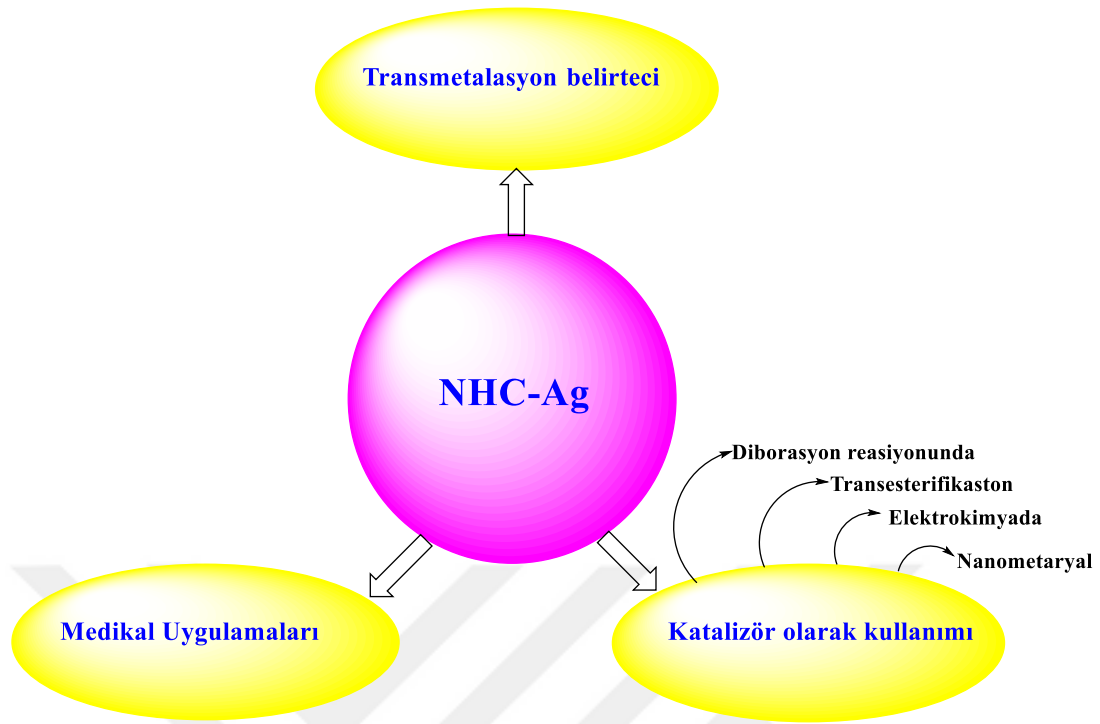 Transmetalasyon belirteci
NHC-Ag
Diborasyon reasiyonunda
Transesterifikaston
Elektrokimyada
Nanometaryal
Medikal Uygulamaları
Katalizör olarak kullanımı